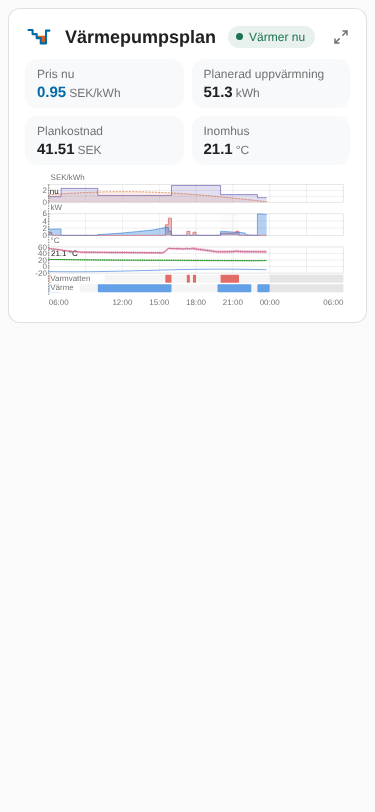 Värmepumpsplan
Värmer nu
Pris nu
0.95 SEK/kWh
Planerad uppvärmning
51.3 kWh
Plankostnad
41.51 SEK
Inomhus
21.1 °C
SEK/kWh
2
nu
0
kW
6
4
2
0
°C
60
40
21.1 °C
20
0
-20
Varmvatten
Värme
06:00 12:00 15:00 18:00 21:00 00:00 06:00